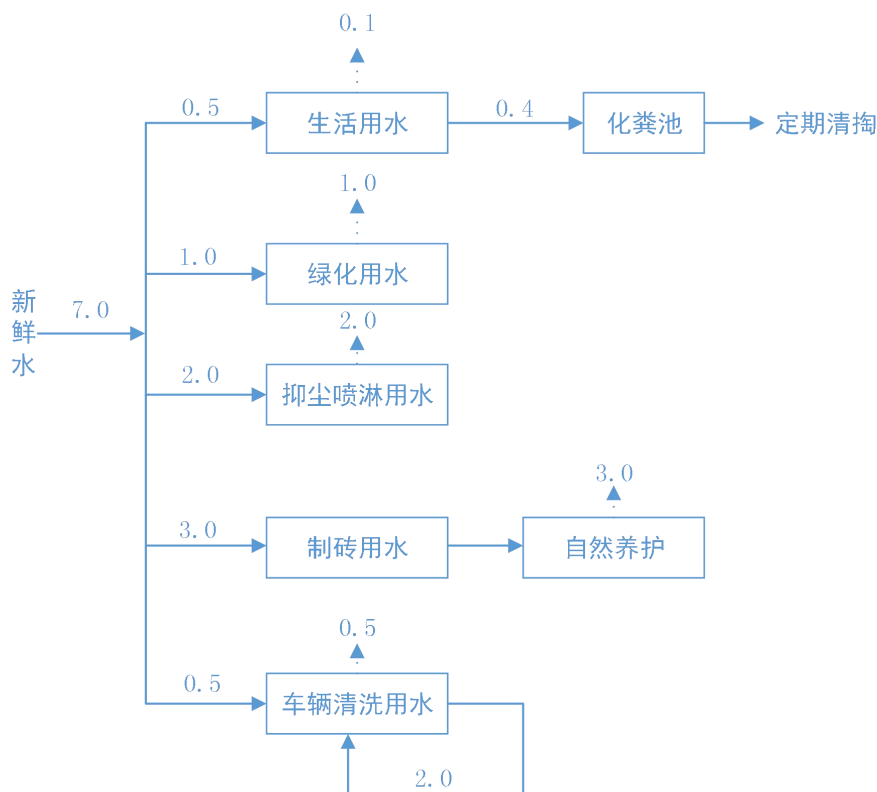 0.1
0.5
生活用水
0.4
化粪池
定期清掏
1.0
1.0
绿化用水
新鲜水
7.0
2.0
2.0
抑尘喷淋用水
3.0
3.0
制砖用水
自然养护
0.5
0.5
车辆清洗用水
2.0